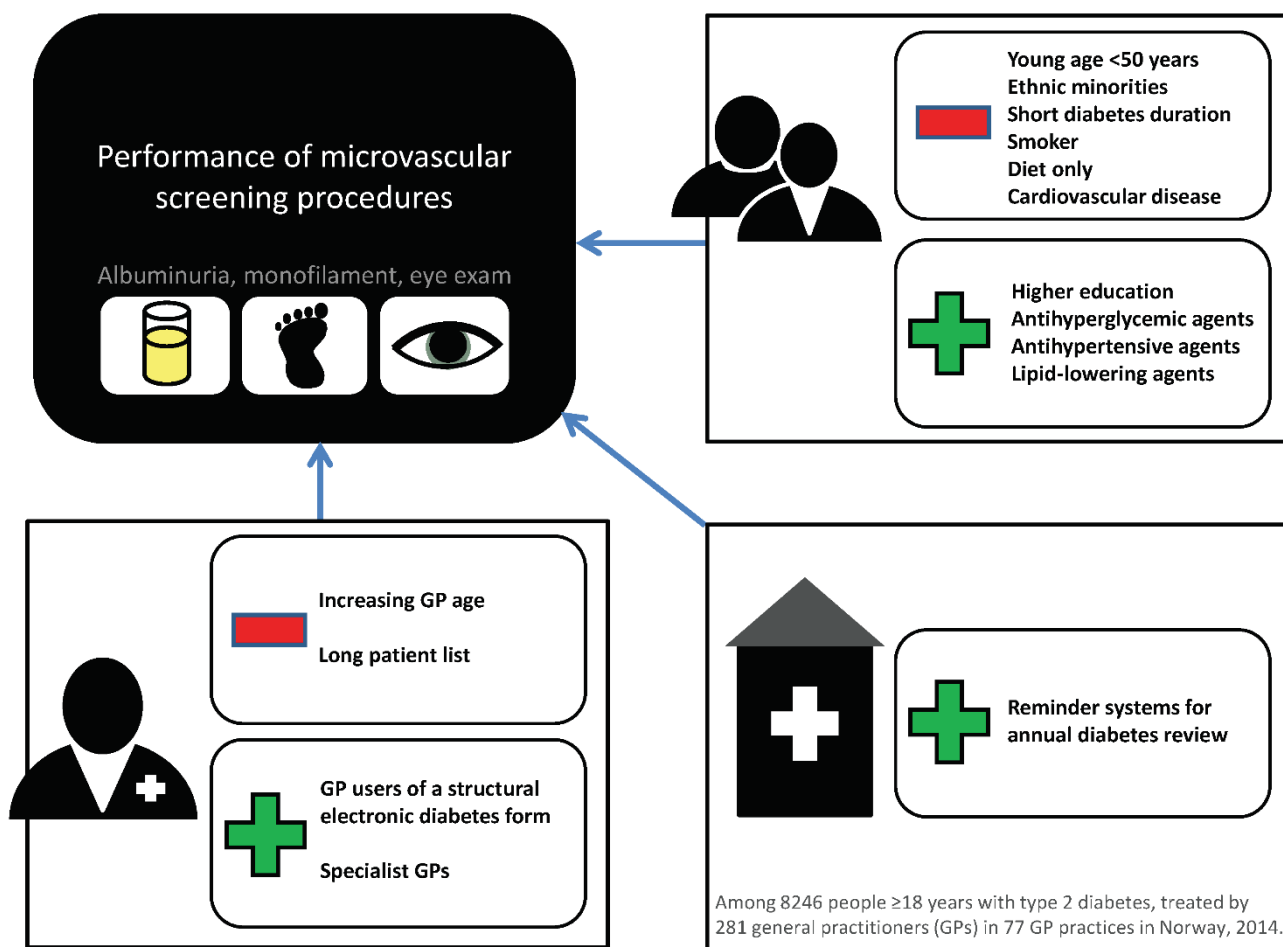 Performance of microvascular
screening procedures
Albuminuria, monofilament, eye exam
Young age <50 years
Ethnic minorities
Short diabetes duration
Smoker
Diet only
Cardiovascular disease
Higher education
Antihyperglycemic agents
Antihypertensive agents
Lipid-lowering agents
Increasing GP age
Long patient list
GP users of a structural
electronic diabetes form
Specialist GPs
Reminder systems for
annual diabetes review
Among 8246 people ≥18 years with type 2 diabetes, treated by
281 general practitioners (GPs) in 77 GP practices in Norway, 2014.